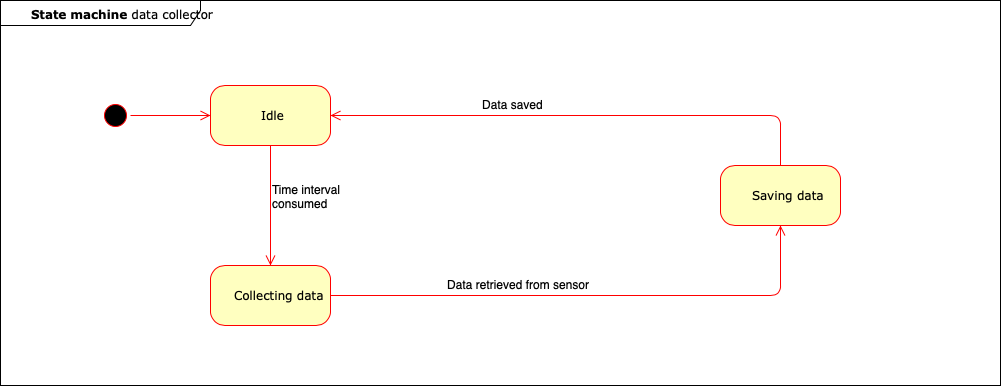 State machine data collector
Data saved
Idle
Time interval
consumed
Saving data
Data retrieved from sensor
Collecting data